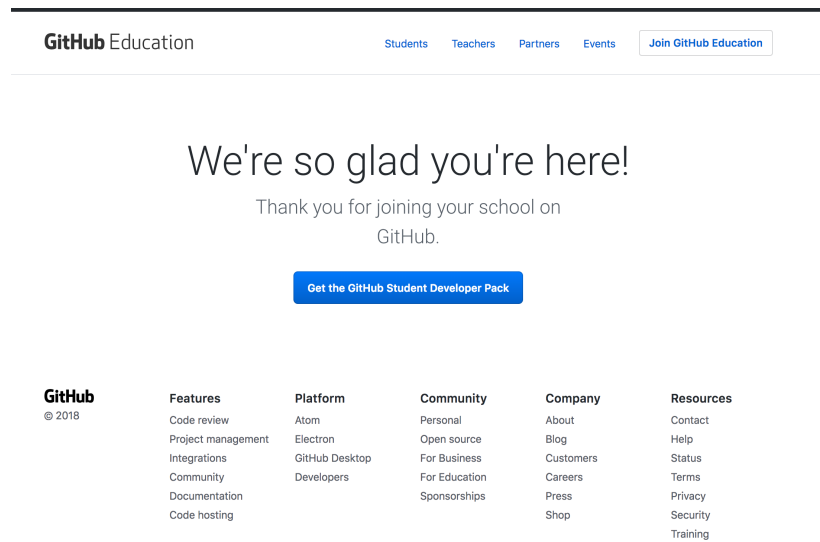 GitHub Education
Students Teachers Partners Events Join GitHub Education
We're so glad you're here!
Thank you for joining your school on
GitHub.
Get the GitHub Student Developer Pack
GitHub
© 2018
Features
Code review
Project management
Integrations
Community
Documentation
Code hosting
Platform
Atom
Electron
GitHub Desktop
Developers
Community
Personal
Open source
For Business
For Education
Sponsorships
Company
About
Blog
Customers
Careers
Press
Shop
Resources
Contact
Help
Status
Terms
Privacy
Security
Training